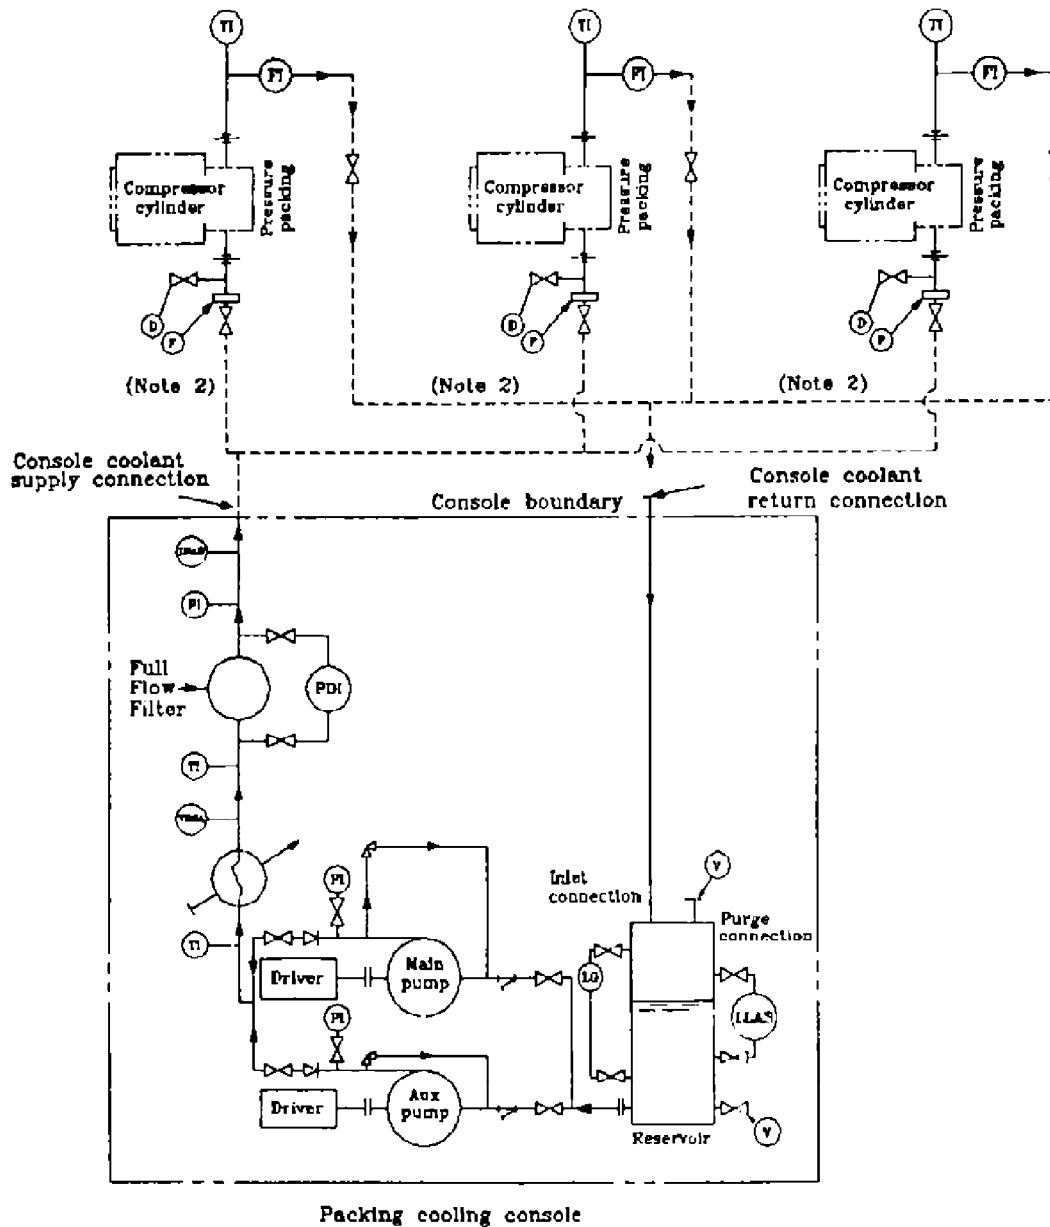 TI
TI
TI
FI
FI
FI
Compressor
cylinder
Pressure
packing
Compressor
cylinder
Pressure
packing
Compressor
cylinder
Pressure
packing
D
F
D
F
D
F
(Note 2)
(Note 2)
(Note 2)
Console coolant
supply connection
Console boundary
Console coolant
return connection
PI
Full
Flow
Filter
PDI
TI
TI
PI
Inlet
connection
V
Purge
connection
Driver
Main
pump
LG
LLAS
PI
Driver
Aux
pump
Reservoir
V
Packing cooling console